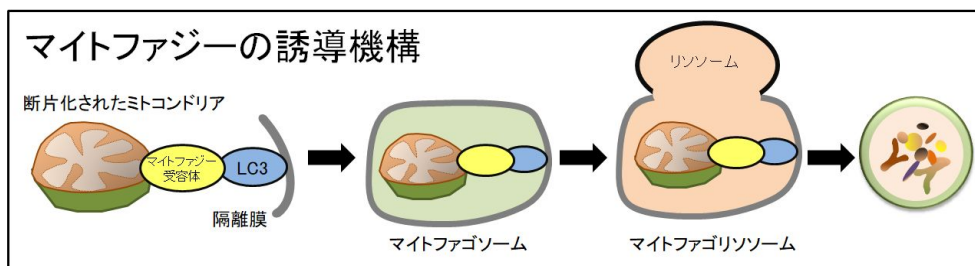 マイトファジーの誘導機構
断片化されたミトコンドリア
マイトファジー
受容体
LC3
隔離膜
マイトファゴソーム
リソソーム
マイトファゴリソソーム